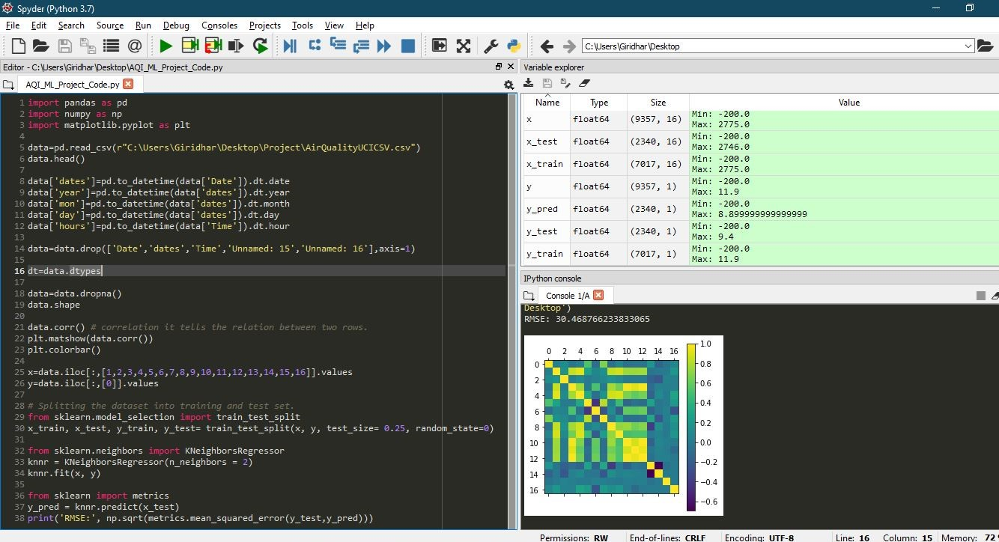 Spyder (Python 3.7)
File Edit Search Source Run Debug Consoles Projects Tools View Help
C:\Users\Giridhar\Desktop
Editor - C:\Users\Giridhar\Desktop\AQI_ML_Project_Code.py
AQI_ML_Project_Code.py
1 import pandas as pd
2 import numpy as np
3 import matplotlib.pyplot as plt
4
5 data=pd.read_csv(r"C:\Users\Giridhar\Desktop\Project\AirQualityUCICSV.csv")
6 data.head()
7
8 data['dates']=pd.to_datetime(data['Date']).dt.date
9 data['year']=pd.to_datetime(data['dates']).dt.year
10 data['mon']=pd.to_datetime(data['dates']).dt.month
11 data['day']=pd.to_datetime(data['dates']).dt.day
12 data['hours']=pd.to_datetime(data['Time']).dt.hour
13
14 data=data.drop(['Date','dates','Time','Unnamed: 15','Unnamed: 16'],axis=1)
15
16 dt=data.dtypes
17
18 data=data.dropna()
19 data.shape
20
21 data.corr() # correlation it tells the relation between two rows.
22 plt.matshow(data.corr())
23 plt.colorbar()
24
25 x=data.iloc[:,[1,2,3,4,5,6,7,8,9,10,11,12,13,14,15,16]].values
26 y=data.iloc[:,[0]].values
27
28 # Splitting the dataset into training and test set.
29 from sklearn.model_selection import train_test_split
30 x_train, x_test, y_train, y_test= train_test_split(x, y, test_size= 0.25, random_state=0)
31
32 from sklearn.neighbors import KNeighborsRegressor
33 knnr = KNeighborsRegressor(n_neighbors = 2)
34 knnr.fit(x, y)
35
36 from sklearn import metrics
37 y_pred = knnr.predict(x_test)
38 print('RMSE:', np.sqrt(metrics.mean_squared_error(y_test,y_pred)))
Variable explorer
Name Type Size Value
x float64 (9357, 16) Min: -200.0
Max: 2775.0
x_test float64 (2340, 16) Min: -200.0
Max: 2746.0
x_train float64 (7017, 16) Min: -200.0
Max: 2775.0
y float64 (9357, 1) Min: -200.0
Max: 11.9
y_pred float64 (2340, 1) Min: -200.0
Max: 8.899999999999999
y_test float64 (2340, 1) Min: -200.0
Max: 9.4
y_train float64 (7017, 1) Min: -200.0
Max: 11.9
IPython console
Console 1/A
Desktop')
RMSE: 30.468766233833065
0 2 4 6 8 10 12 14 16
0
2
4
6
8
10
12
14
16
1.0
0.8
0.6
0.4
0.2
0.0
−0.2
−0.4
−0.6
Permissions: RW End-of-lines: CRLF Encoding: UTF-8 Line: 16 Column: 15 Memory: 72